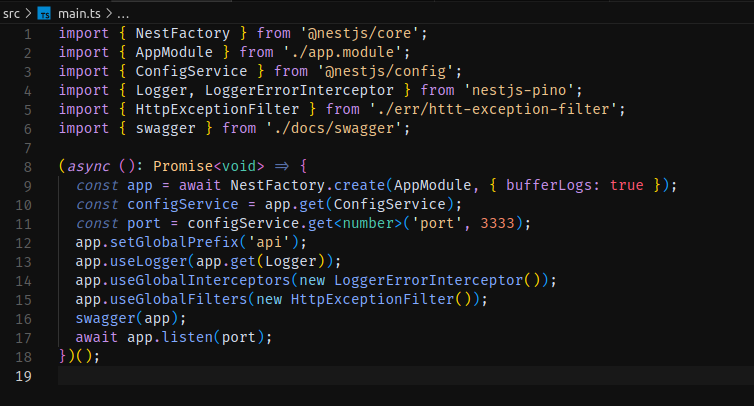 src > TS main.ts > ...
1 import { NestFactory } from '@nestjs/core';
2 import { AppModule } from './app.module';
3 import { ConfigService } from '@nestjs/config';
4 import { Logger, LoggerErrorInterceptor } from 'nestjs-pino';
5 import { HttpExceptionFilter } from './err/httt-exception-filter';
6 import { swagger } from './docs/swagger';
7
8 (async (): Promise<void> => {
9   const app = await NestFactory.create(AppModule, { bufferLogs: true });
10   const configService = app.get(ConfigService);
11   const port = configService.get<number>('port', 3333);
12   app.setGlobalPrefix('api');
13   app.useLogger(app.get(Logger));
14   app.useGlobalInterceptors(new LoggerErrorInterceptor());
15   app.useGlobalFilters(new HttpExceptionFilter());
16   swagger(app);
17   await app.listen(port);
18 })();
19